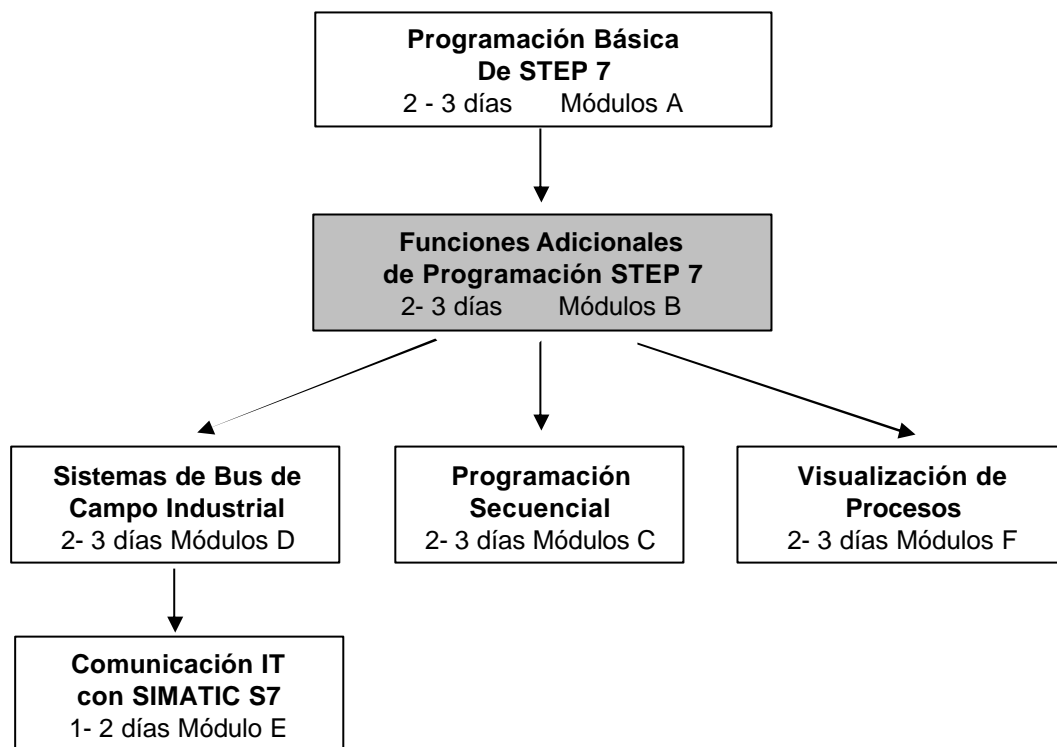 Programación Básica
De STEP 7
2 - 3 días Módulos A
Funciones Adicionales
de Programación STEP 7
2- 3 días Módulos B
Sistemas de Bus de
Campo Industrial
2- 3 días Módulos D
Programación
Secuencial
2- 3 días Módulos C
Visualización de
Procesos
2- 3 días Módulos F
Comunicación IT
con SIMATIC S7
1- 2 días Módulo E